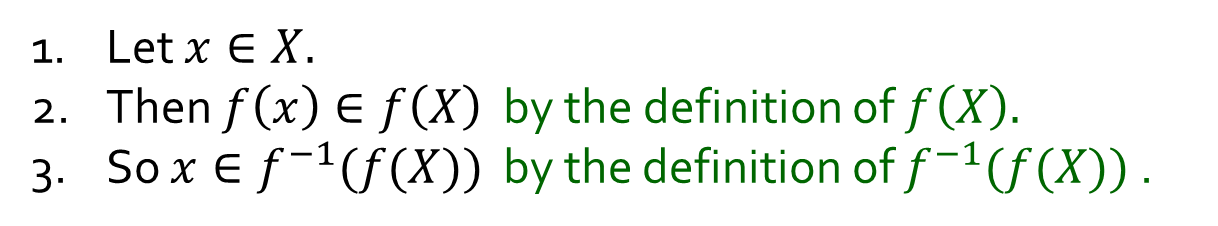 1. Let 𝑥 ∈ 𝑋.
2. Then 𝑓(𝑥) ∈ 𝑓(𝑋) by the definition of 𝑓(𝑋).
3. So 𝑥 ∈ 𝑓⁻¹(𝑓(𝑋)) by the definition of 𝑓⁻¹(𝑓(𝑋)) .